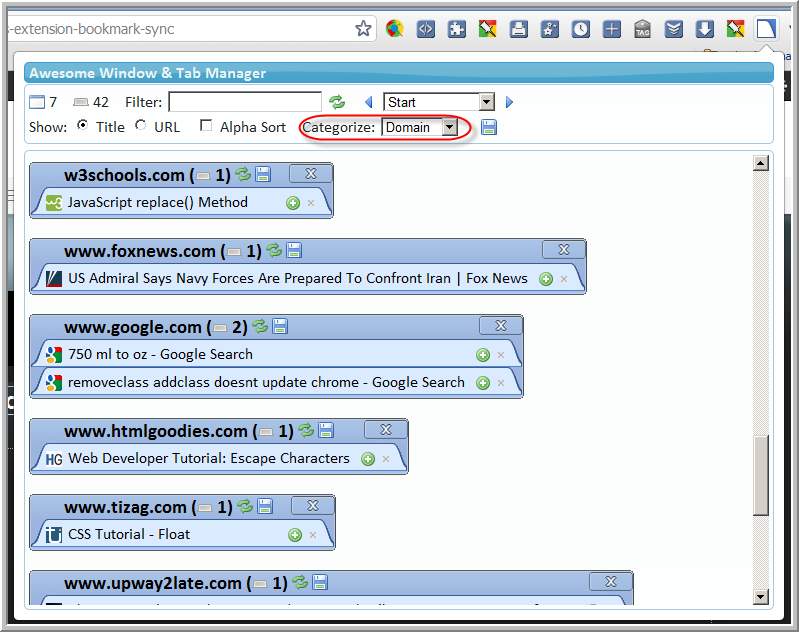 s-extension-bookmark-sync
TAG
Awesome Window & Tab Manager
7 42 Filter: Start
Show: Title URL Alpha Sort Categorize: Domain
w3schools.com ( 1)
w3 JavaScript replace() Method
www.foxnews.com ( 1)
US Admiral Says Navy Forces Are Prepared To Confront Iran | Fox News
www.google.com ( 2)
750 ml to oz - Google Search
removeclass addclass doesnt update chrome - Google Search
www.htmlgoodies.com ( 1)
HG Web Developer Tutorial: Escape Characters
www.tizag.com ( 1)
CSS Tutorial - Float
www.upway2late.com ( 1)